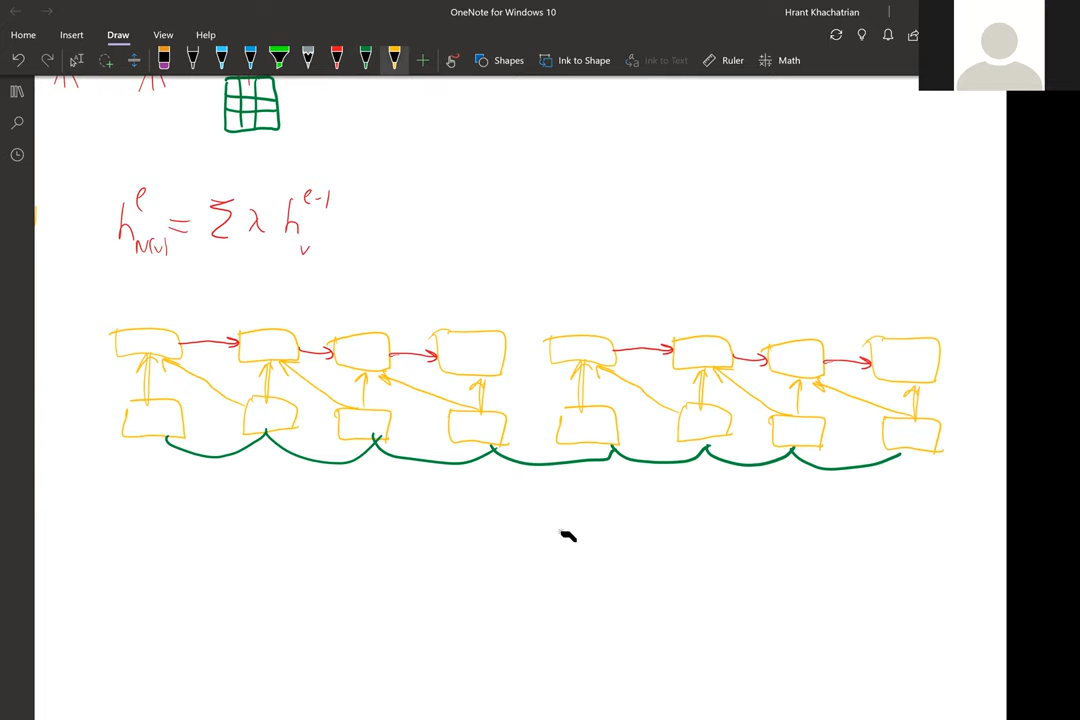 OneNote for Windows 10
Hrant Khachatrian
Home Insert Draw View Help
Shapes Ink to Shape Ink to Text Ruler Math
h^e_{N(v)} = Σ λ h^{e-1}_v